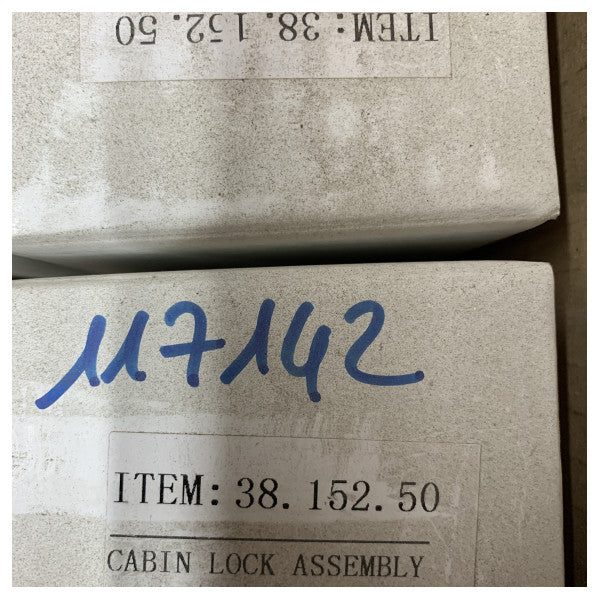 ITEM: 38.152.50
117142
ITEM: 38.152.50
CABIN LOCK ASSEMBLY